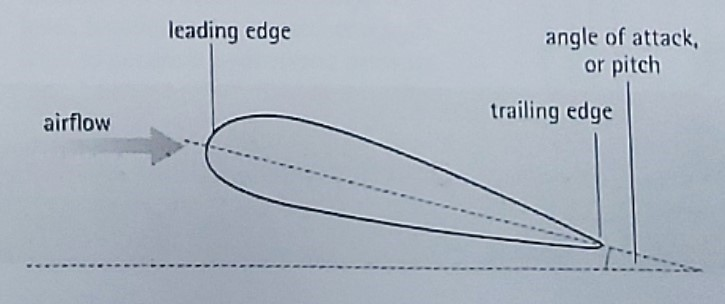 leading edge
angle of attack,
or pitch
trailing edge
airflow